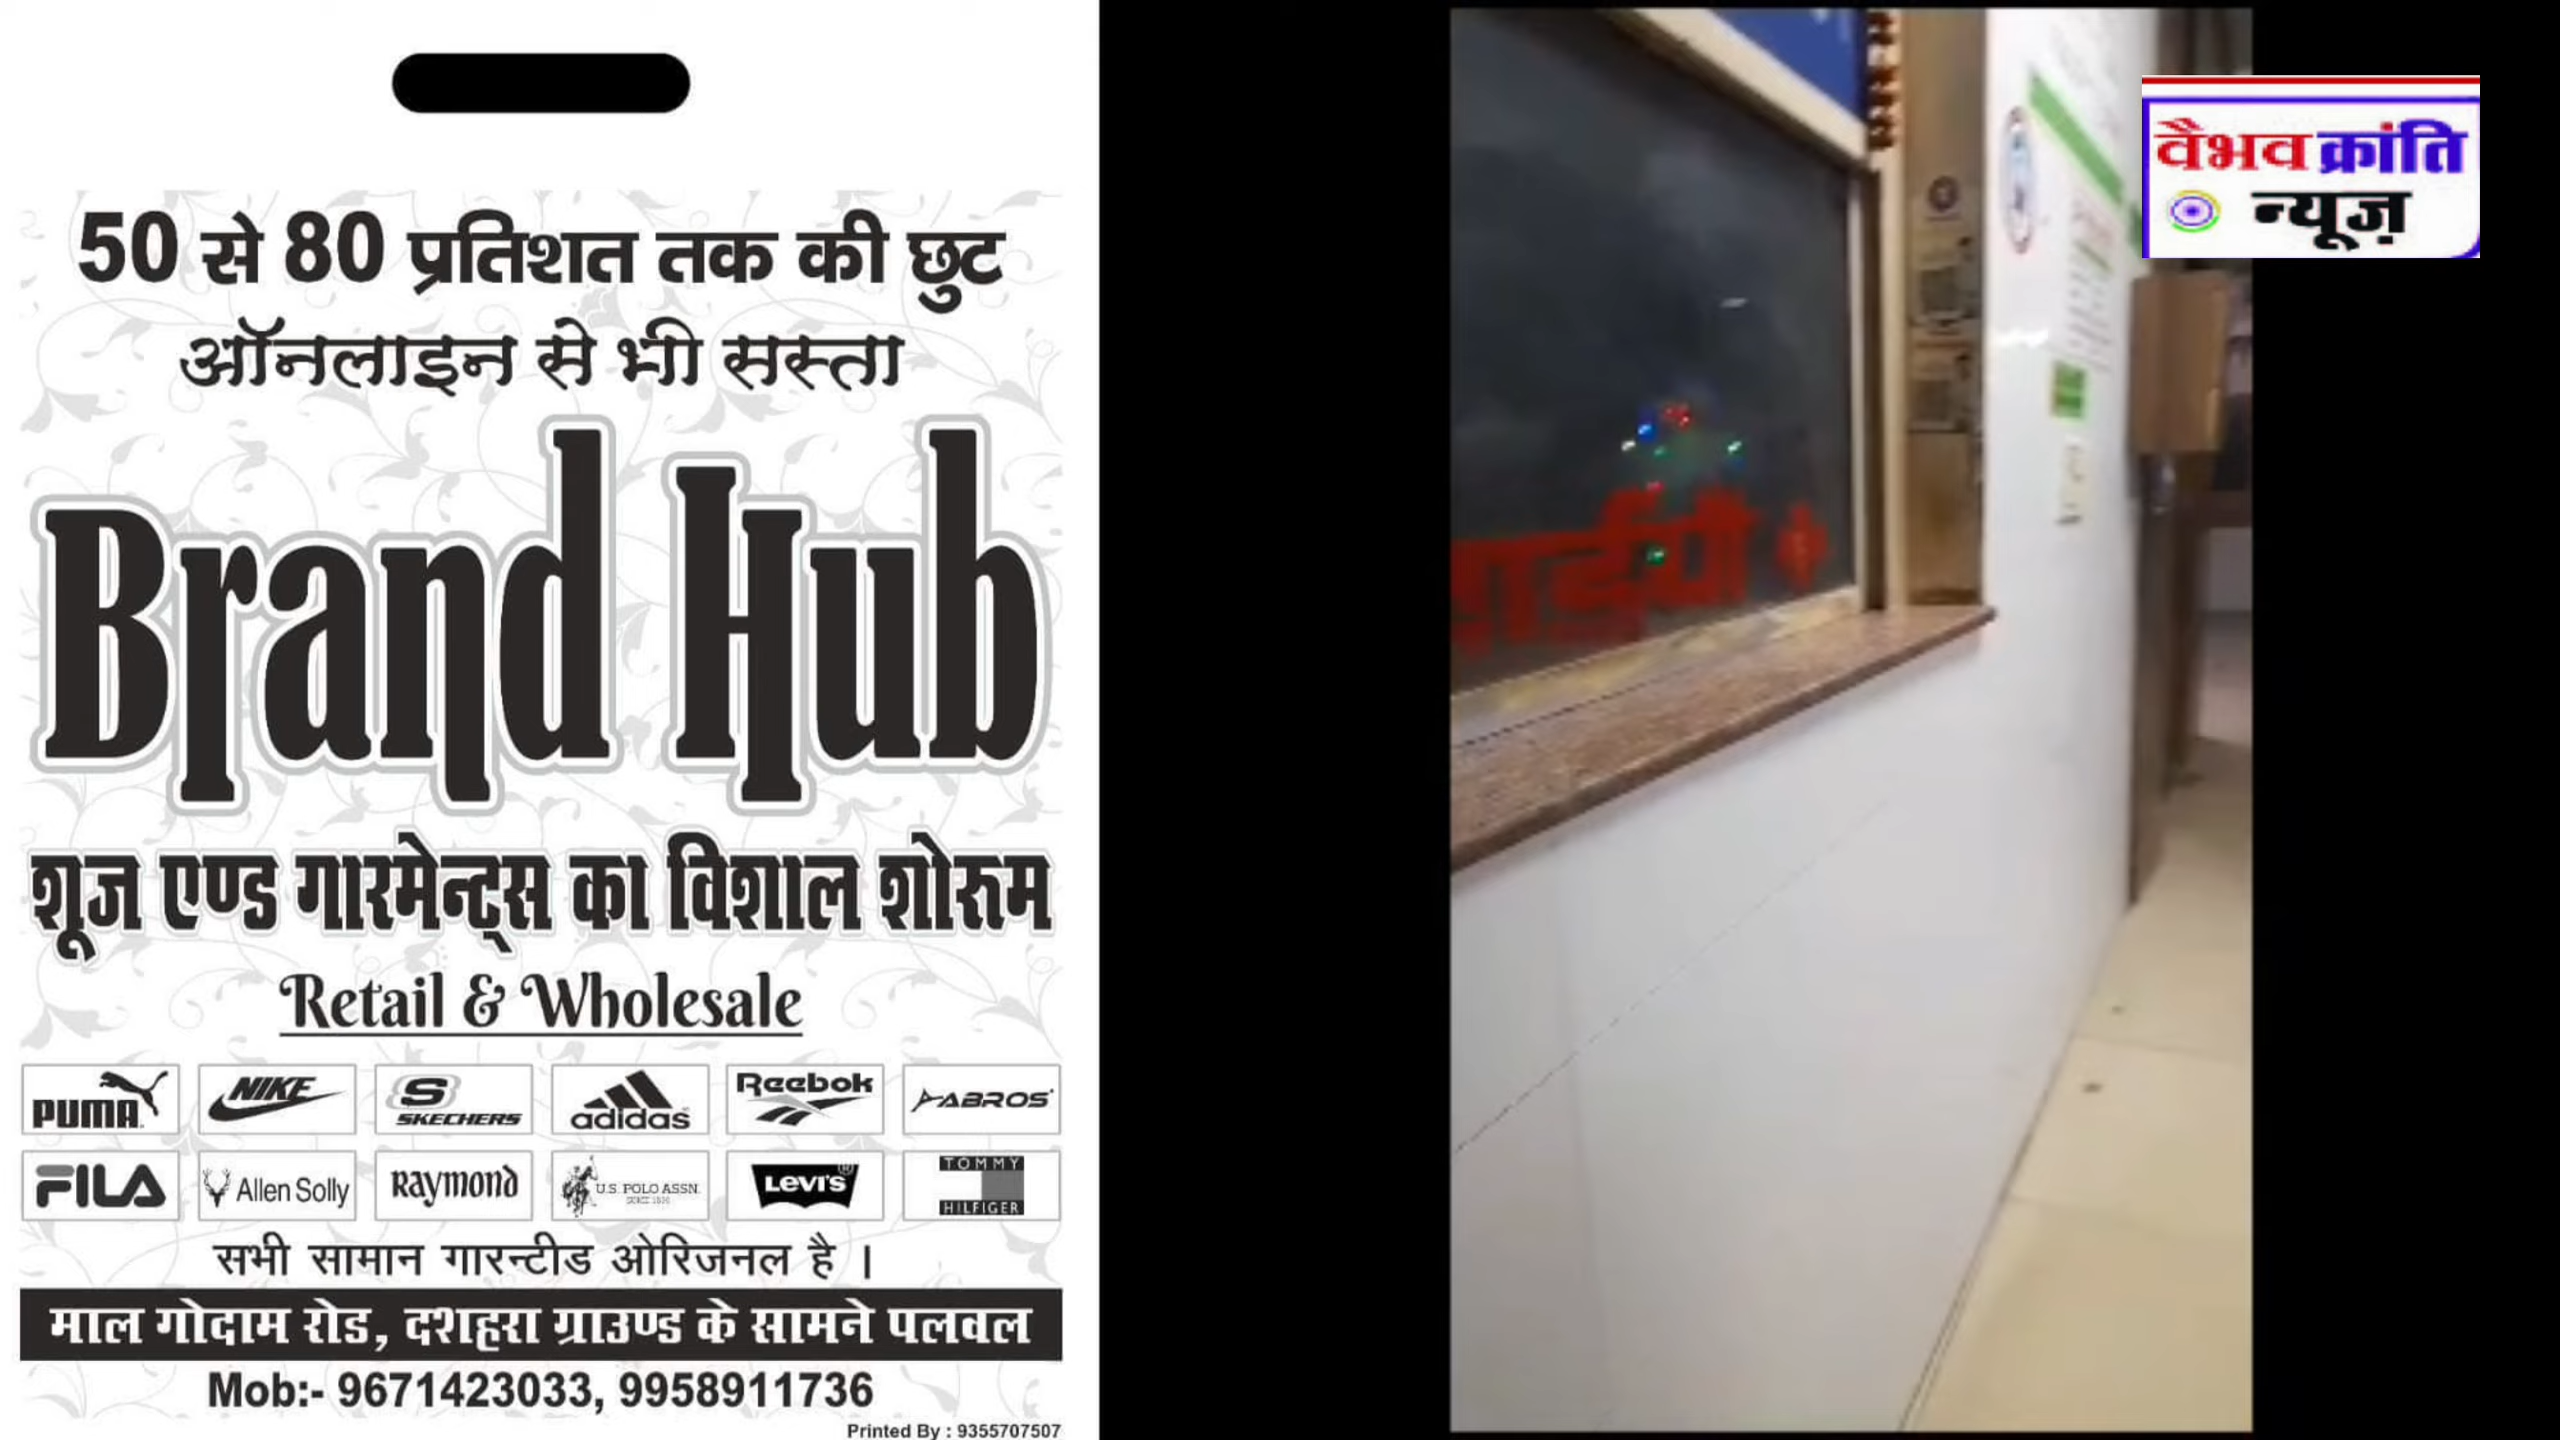 50 से 80 प्रतिशत तक की छुट
ऑनलाइन से भी सस्ता
Brand Hub
शूज एण्ड गारमेन्ट्स का विशाल शोरुम
Retail & Wholesale
PUMA
NIKE
SKECHERS
adidas
Reebok
ABROS
FILA
Allen Solly
Raymond
U.S. POLO ASSN.
SINCE 1890
LEVI'S
TOMMY
HILFIGER
सभी सामान गारन्टीड ओरिजनल है ।
माल गोदाम रोड, दशहरा ग्राउण्ड के सामने पलवल
Mob:- 9671423033, 9958911736
Printed By : 9355707507
वैभव क्रांति
न्यूज़